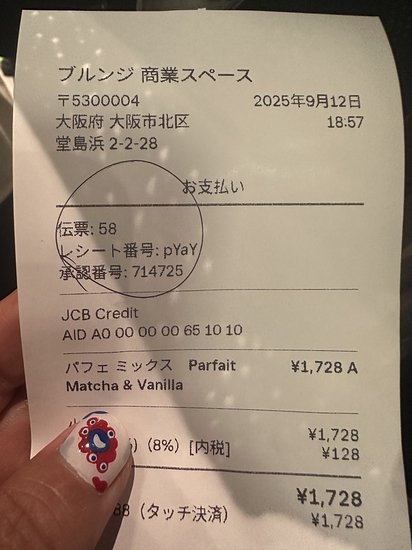 ブルンジ 商業スペース
〒5300004 2025年9月12日
大阪府 大阪市北区 18:57
堂島浜 2-2-28
お支払い
伝票: 58
レシート番号: pYaY
承認番号: 714725
JCB Credit
AID A0 00 00 00 65 10 10
パフェ ミックス Parfait ¥1,728 A
Matcha & Vanilla
¥1,728
(8%) [内税] ¥128
¥1,728
88 (タッチ決済) ¥1,728